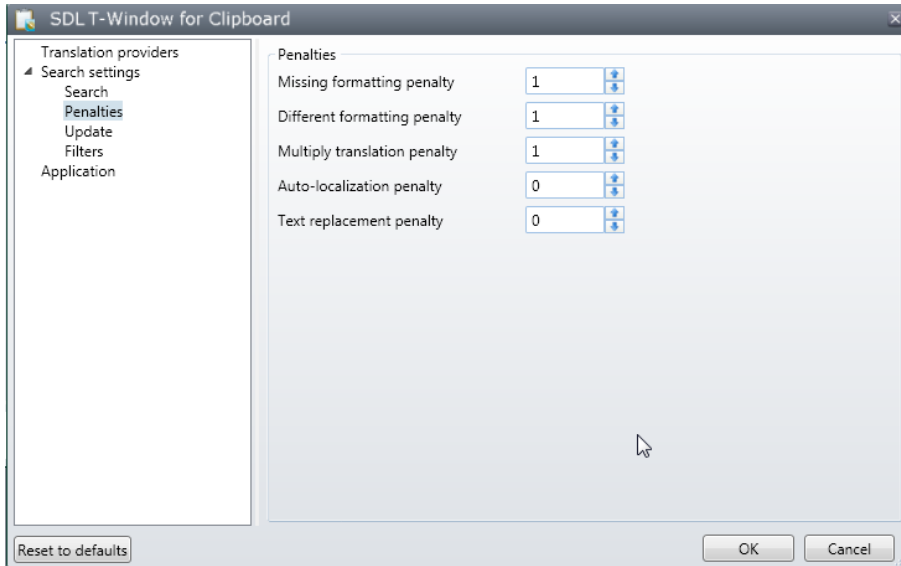 SDL T-Window for Clipboard
Translation providers
Search settings
Search
Penalties
Update
Filters
Application
Penalties
Missing formatting penalty 1
Different formatting penalty 1
Multiply translation penalty 1
Auto-localization penalty 0
Text replacement penalty 0
Reset to defaults
OK
Cancel